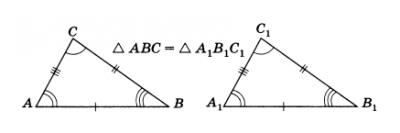 C
△ ABC = △ A₁B₁C₁
C₁
A
B
A₁
B₁